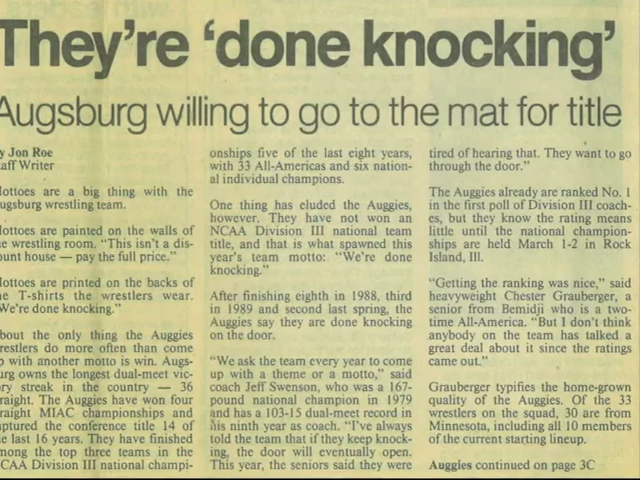 They're 'done knocking'
Augsburg willing to go to the mat for title
y Jon Roe
aff Writer
ottoes are a big thing with the
ugsburg wrestling team.
ottoes are painted on the walls of
e wrestling room. "This isn't a dis-
ount house — pay the full price."
ottoes are printed on the backs of
e T-shirts the wrestlers wear.
We're done knocking."
bout the only thing the Auggies
restlers do more often than come
p with another motto is win. Augs-
urg owns the longest dual-meet vic-
ry streak in the country — 36
raight. The Auggies have won four
raight MIAC championships and
aptured the conference title 14 of
e last 16 years. They have finished
mong the top three teams in the
CAA Division III national champi-
onships five of the last eight years,
with 33 All-Americas and six nation-
al individual champions.
One thing has eluded the Auggies,
however. They have not won an
NCAA Division III national team
title, and that is what spawned this
year's team motto: "We're done
knocking."
After finishing eighth in 1988, third
in 1989 and second last spring, the
Auggies say they are done knocking
on the door.
"We ask the team every year to come
up with a theme or a motto," said
coach Jeff Swenson, who was a 167-
pound national champion in 1979
and has a 103-15 dual-meet record in
his ninth year as coach. "I've always
told the team that if they keep knock-
ing, the door will eventually open.
This year, the seniors said they were
tired of hearing that. They want to go
through the door."
The Auggies already are ranked No. 1
in the first poll of Division III coach-
es, but they know the rating means
little until the national champion-
ships are held March 1-2 in Rock
Island, Ill.
"Getting the ranking was nice," said
heavyweight Chester Grauberger, a
senior from Bemidji who is a two-
time All-America. "But I don't think
anybody on the team has talked a
great deal about it since the ratings
came out."
Grauberger typifies the home-grown
quality of the Auggies. Of the 33
wrestlers on the squad, 30 are from
Minnesota, including all 10 members
of the current starting lineup.
Auggies continued on page 3C